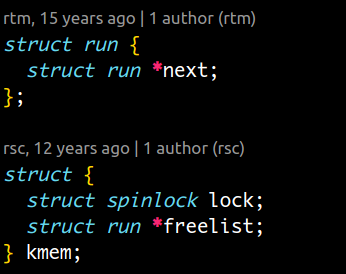 rtm, 15 years ago | 1 author (rtm)
struct run {
  struct run *next;
};
rsc, 12 years ago | 1 author (rsc)
struct {
  struct spinlock lock;
  struct run *freelist;
} kmem;